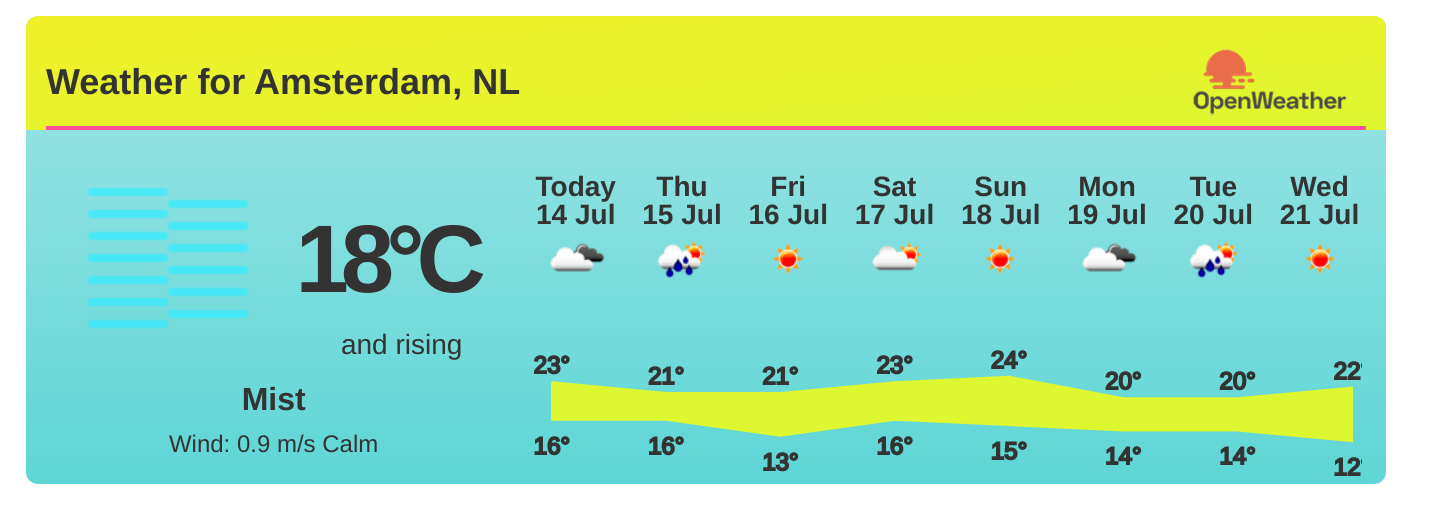 Weather for Amsterdam, NL
OpenWeather
Today Thu Fri Sat Sun Mon Tue Wed
14 Jul 15 Jul 16 Jul 17 Jul 18 Jul 19 Jul 20 Jul 21 Jul
18°C
and rising
Mist
Wind: 0.9 m/s Calm
23° 21° 21° 23° 24° 20° 20° 22°
16° 16° 13° 16° 15° 14° 14° 12°